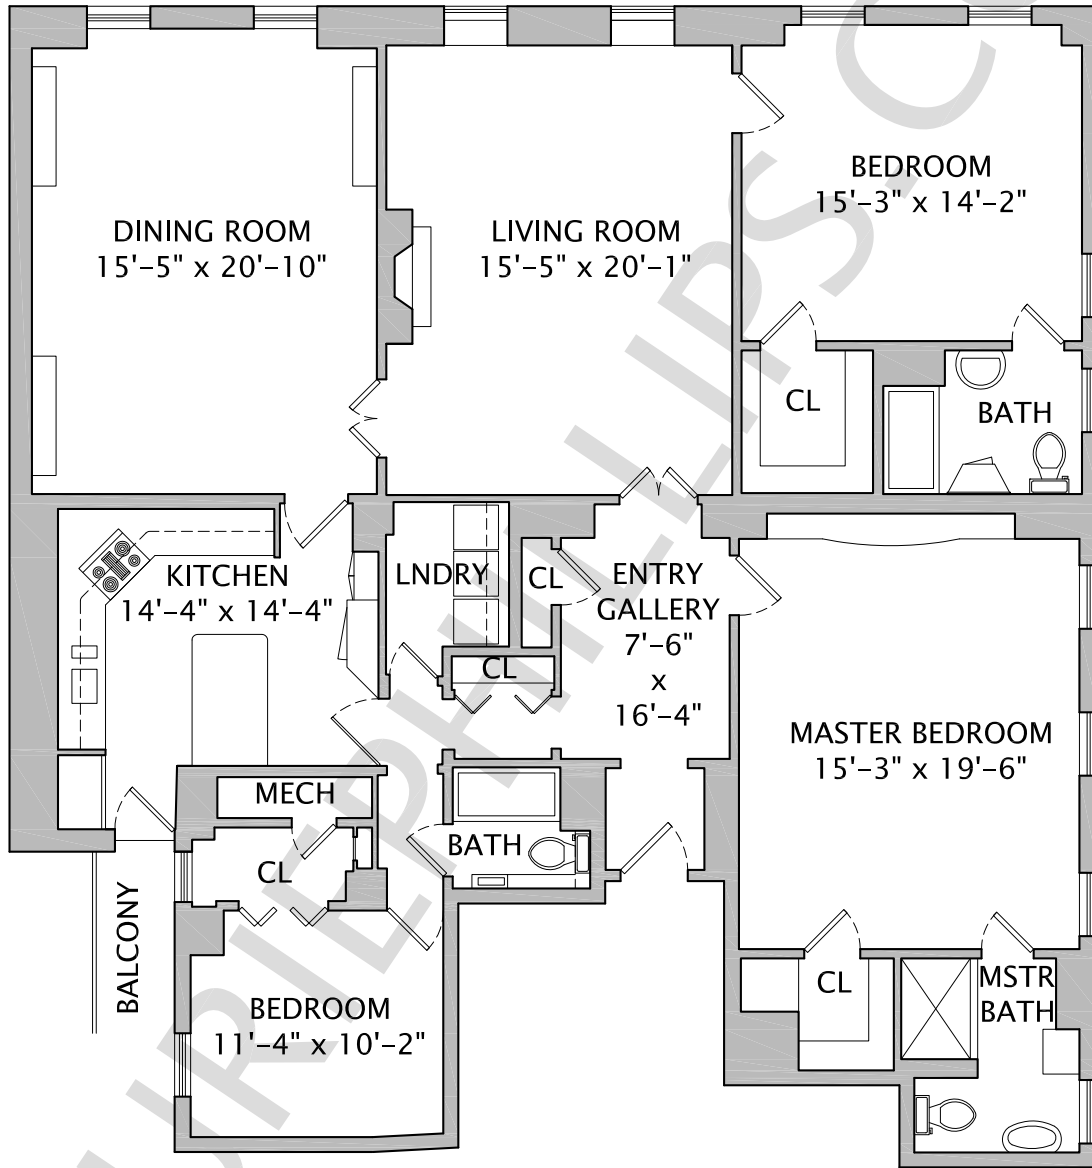 DINING ROOM
15'-5" x 20'-10"
LIVING ROOM
15'-5" x 20'-1"
BEDROOM
15'-3" x 14'-2"
CL
BATH
KITCHEN
14'-4" x 14'-4"
LNDRY
CL
ENTRY
GALLERY
7'-6"
x
16'-4"
CL
MASTER BEDROOM
15'-3" x 19'-6"
MECH
BATH
CL
BALCONY
BEDROOM
11'-4" x 10'-2"
CL
MSTR
BATH
URIEPHILLIPS.CO